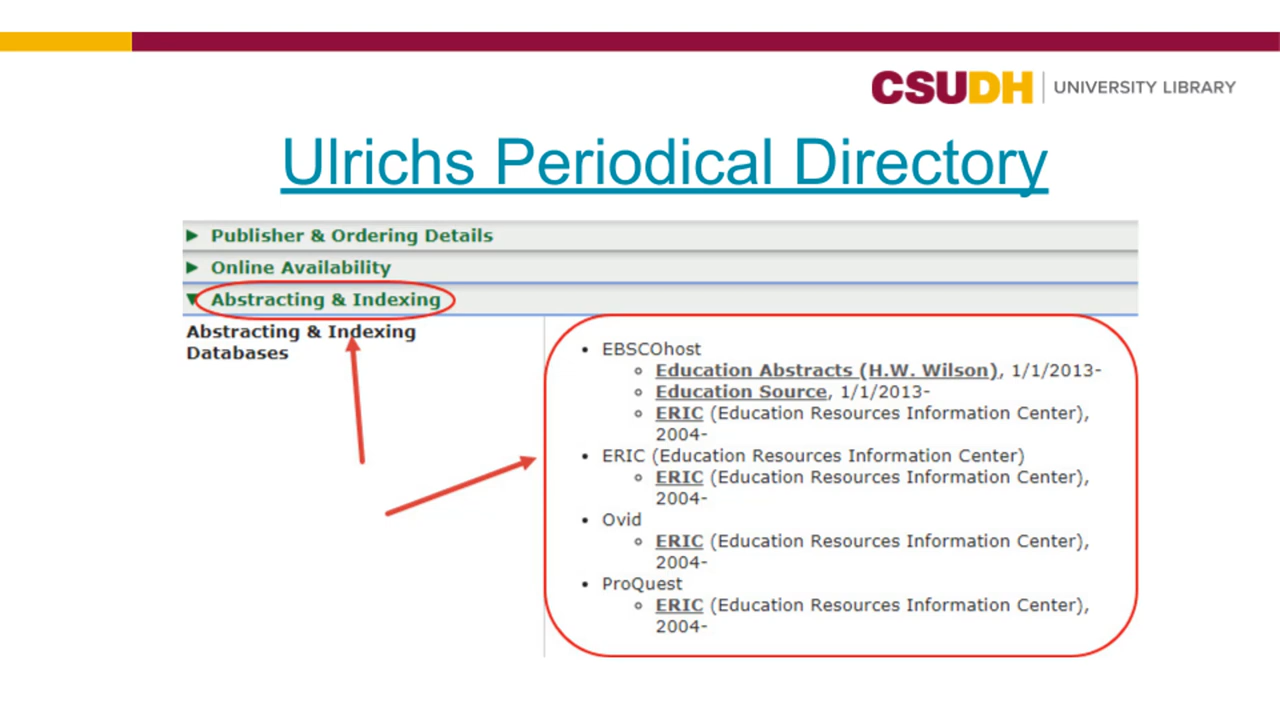 CSUDH UNIVERSITY LIBRARY
Ulrichs Periodical Directory
▶ Publisher & Ordering Details
▶ Online Availability
▼ Abstracting & Indexing
Abstracting & Indexing
Databases
• EBSCOhost
◦ Education Abstracts (H.W. Wilson), 1/1/2013-
◦ Education Source, 1/1/2013-
◦ ERIC (Education Resources Information Center),
2004-
• ERIC (Education Resources Information Center)
◦ ERIC (Education Resources Information Center),
2004-
• Ovid
◦ ERIC (Education Resources Information Center),
2004-
• ProQuest
◦ ERIC (Education Resources Information Center),
2004-